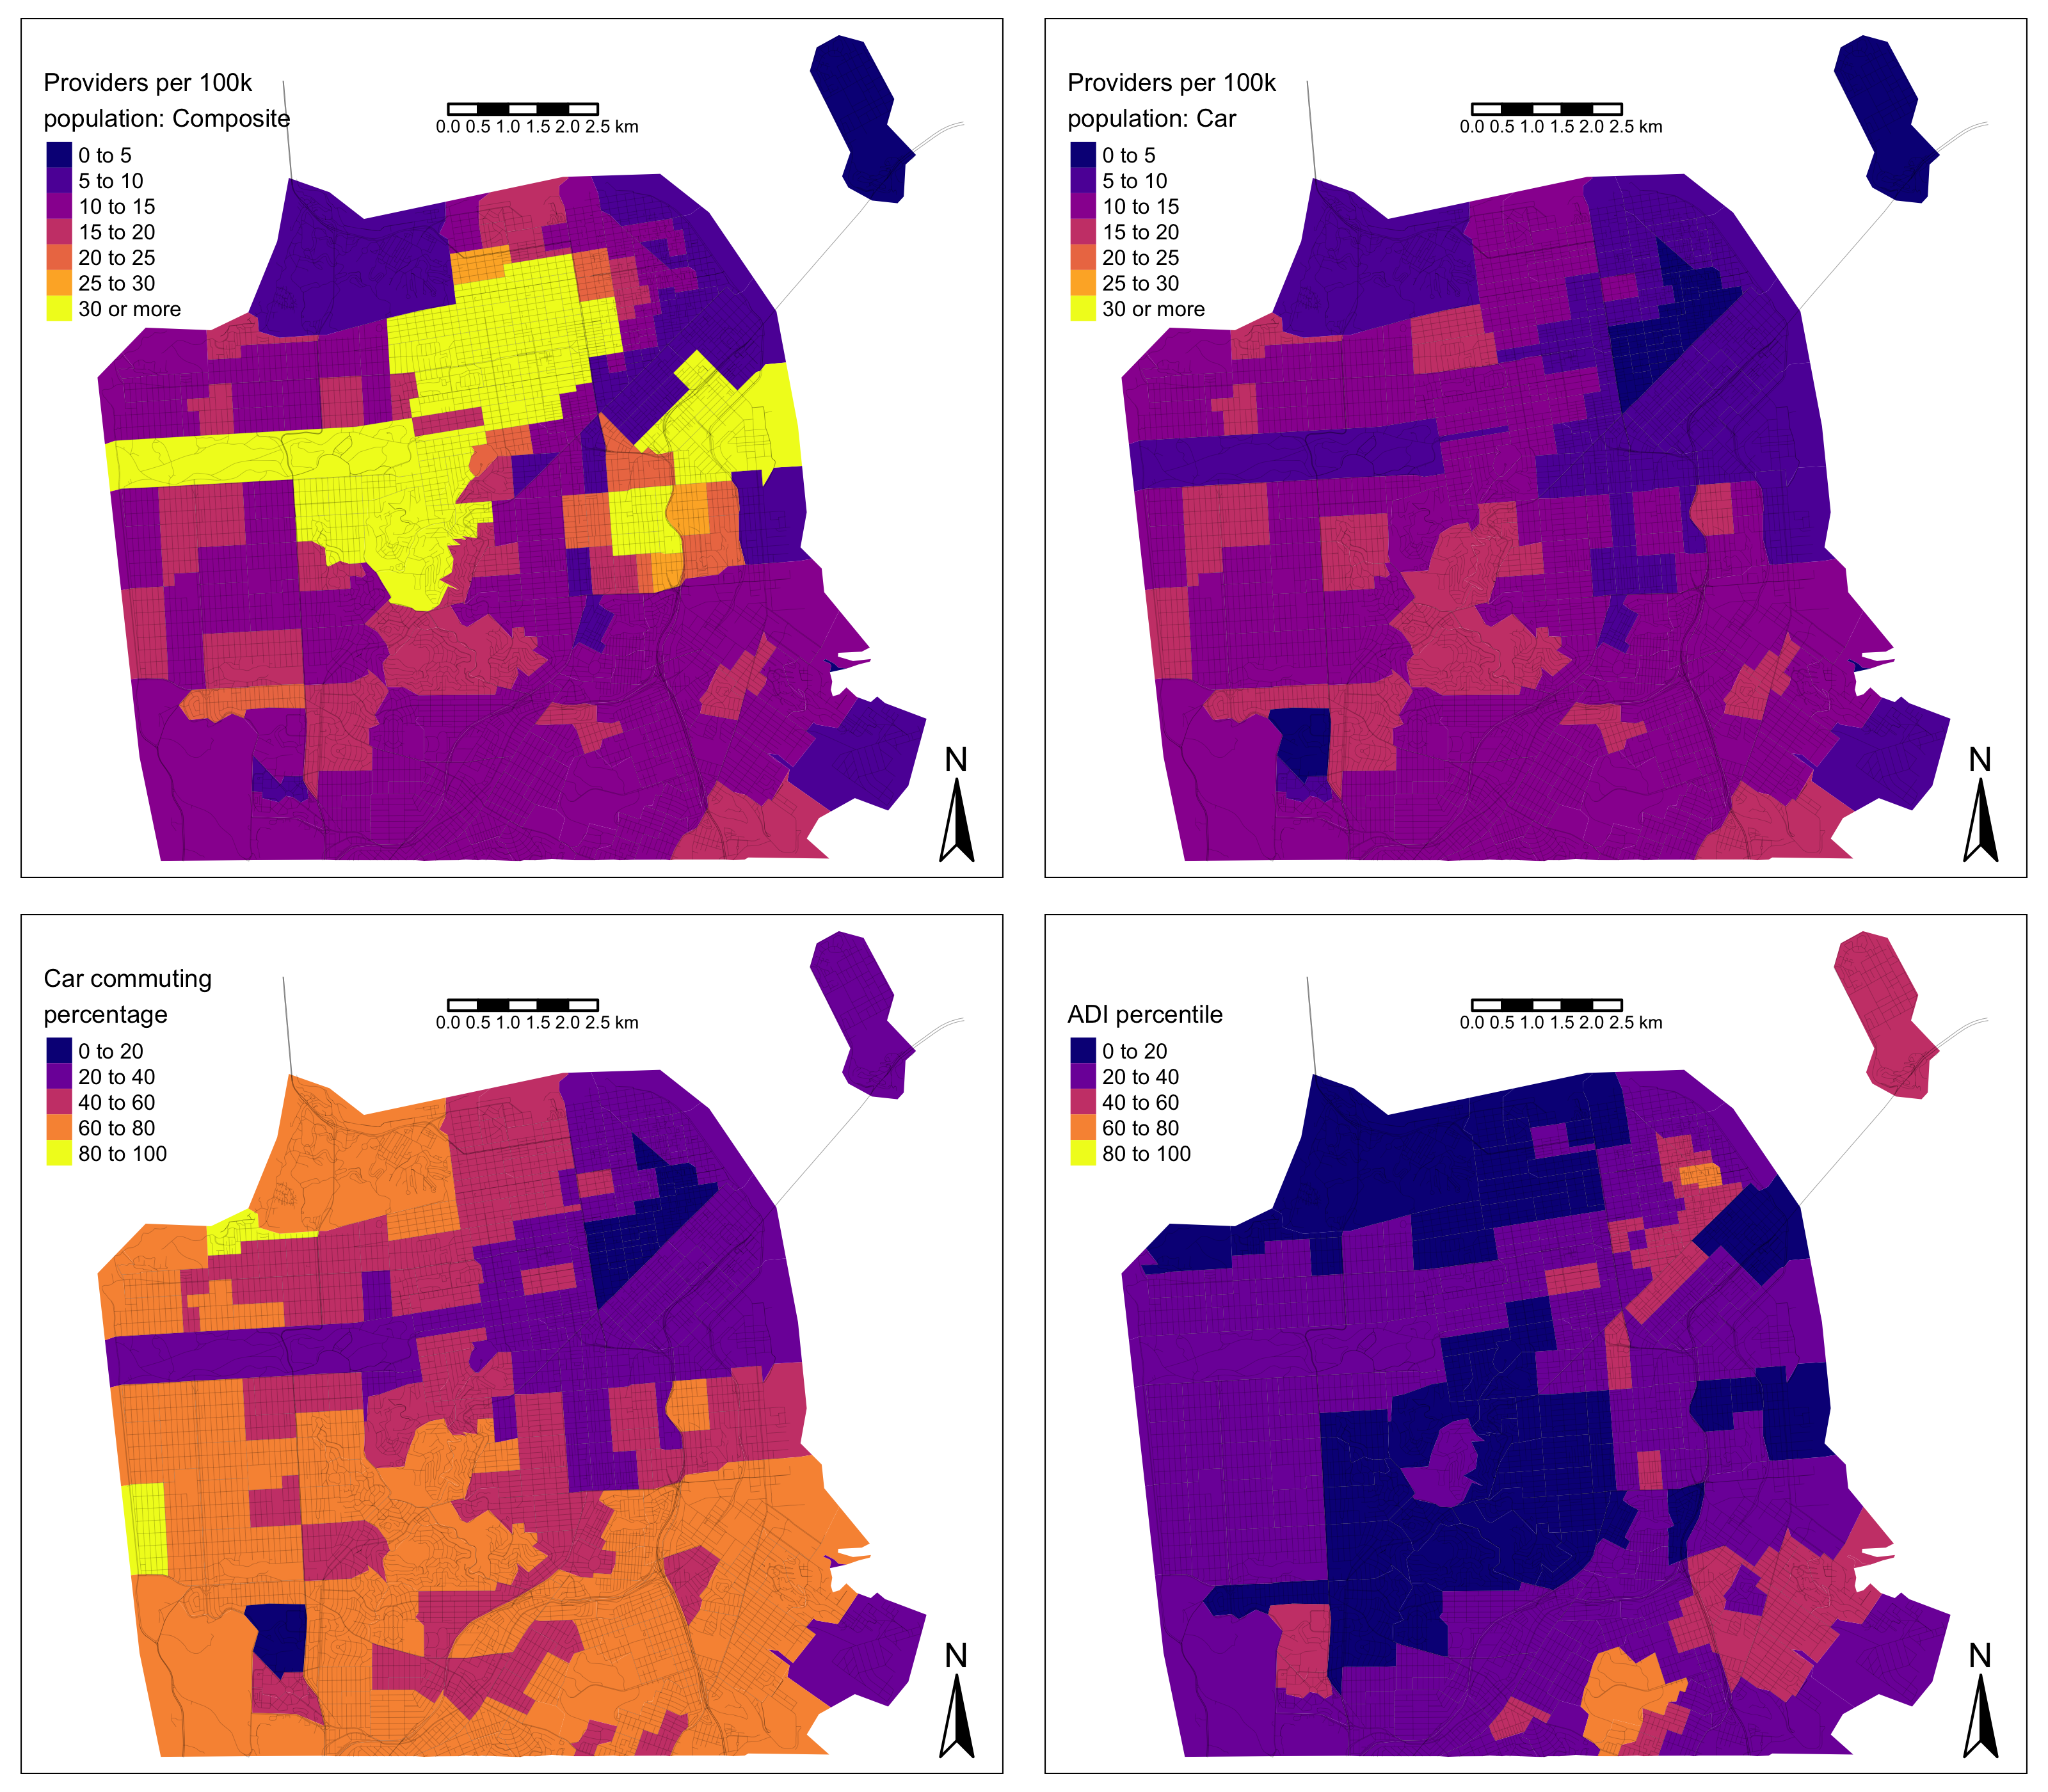 Providers per 100k
population: Composite
0 to 5
5 to 10
10 to 15
15 to 20
20 to 25
25 to 30
30 or more
0.0 0.5 1.0 1.5 2.0 2.5 km
N
Providers per 100k
population: Car
0 to 5
5 to 10
10 to 15
15 to 20
20 to 25
25 to 30
30 or more
0.0 0.5 1.0 1.5 2.0 2.5 km
N
Car commuting
percentage
0 to 20
20 to 40
40 to 60
60 to 80
80 to 100
0.0 0.5 1.0 1.5 2.0 2.5 km
N
ADI percentile
0 to 20
20 to 40
40 to 60
60 to 80
80 to 100
0.0 0.5 1.0 1.5 2.0 2.5 km
N